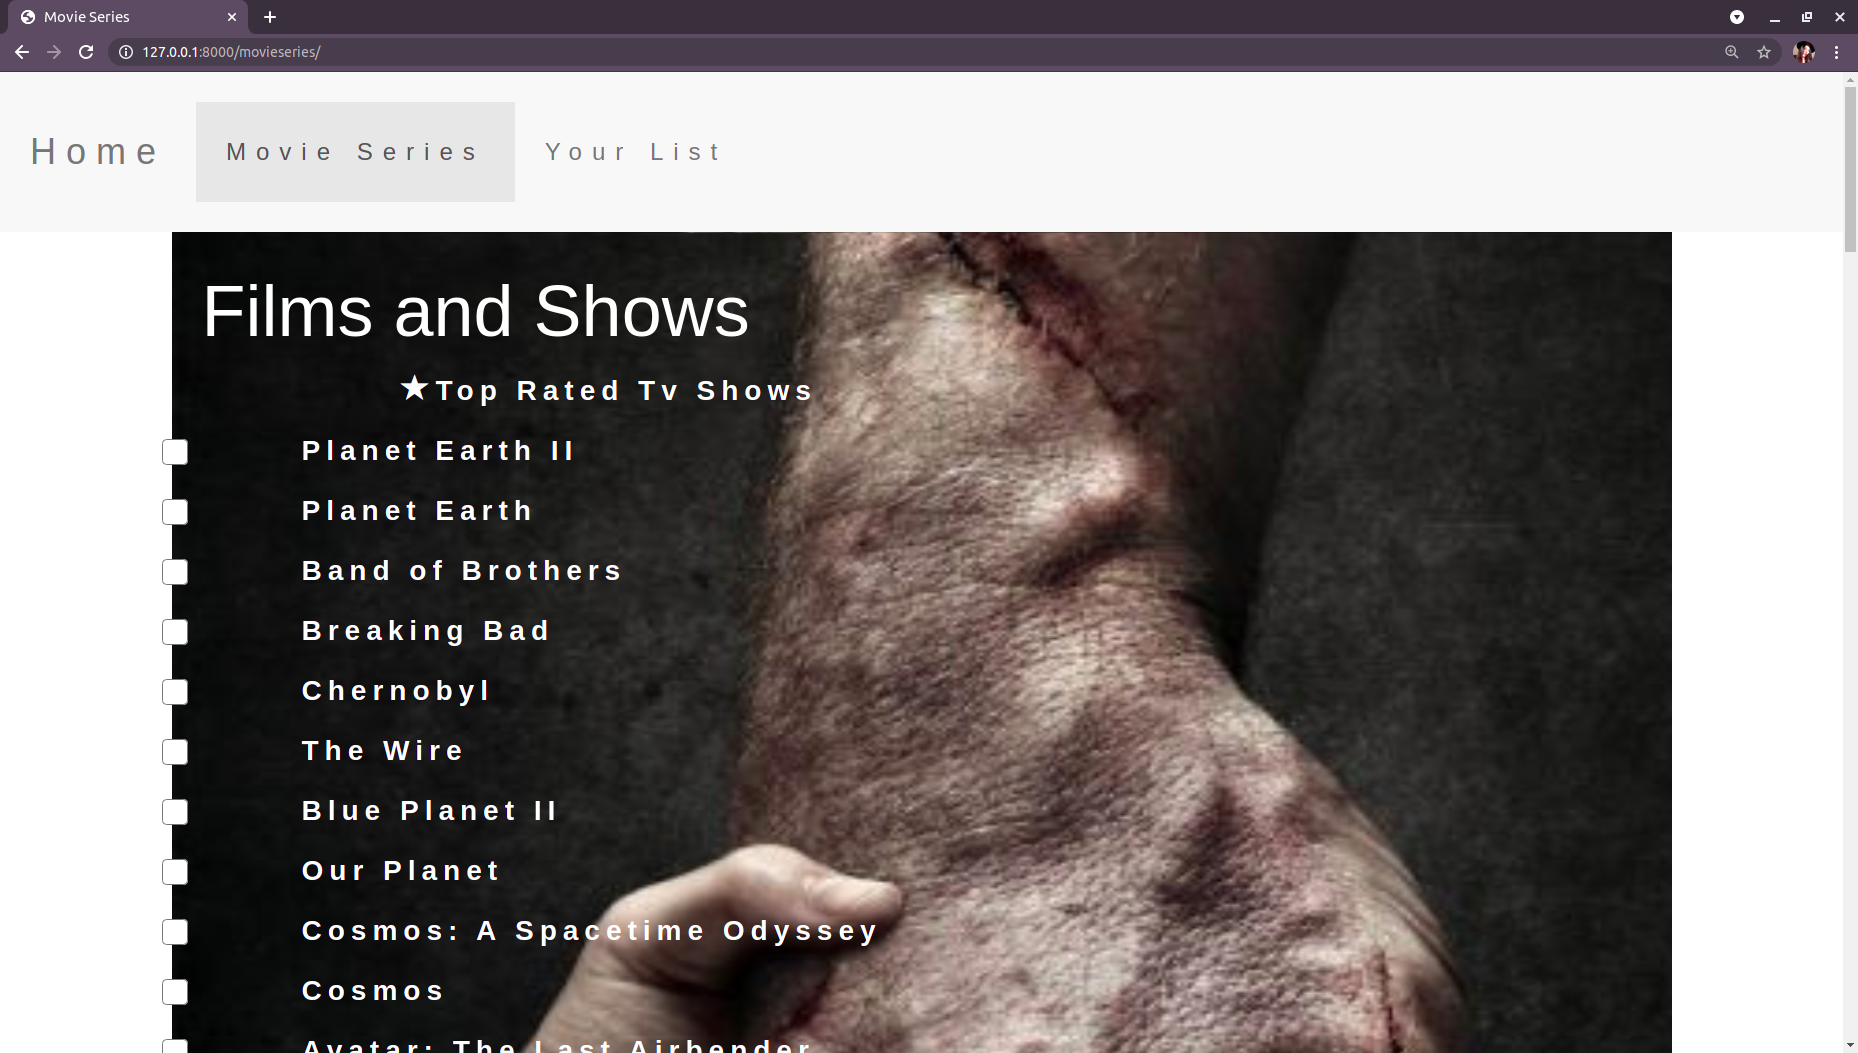 Movie Series
127.0.0.1:8000/movieseries/
Home Movie Series Your List
Films and Shows
★Top Rated Tv Shows
Planet Earth II
Planet Earth
Band of Brothers
Breaking Bad
Chernobyl
The Wire
Blue Planet II
Our Planet
Cosmos: A Spacetime Odyssey
Cosmos
Avatar: The Last Airbender